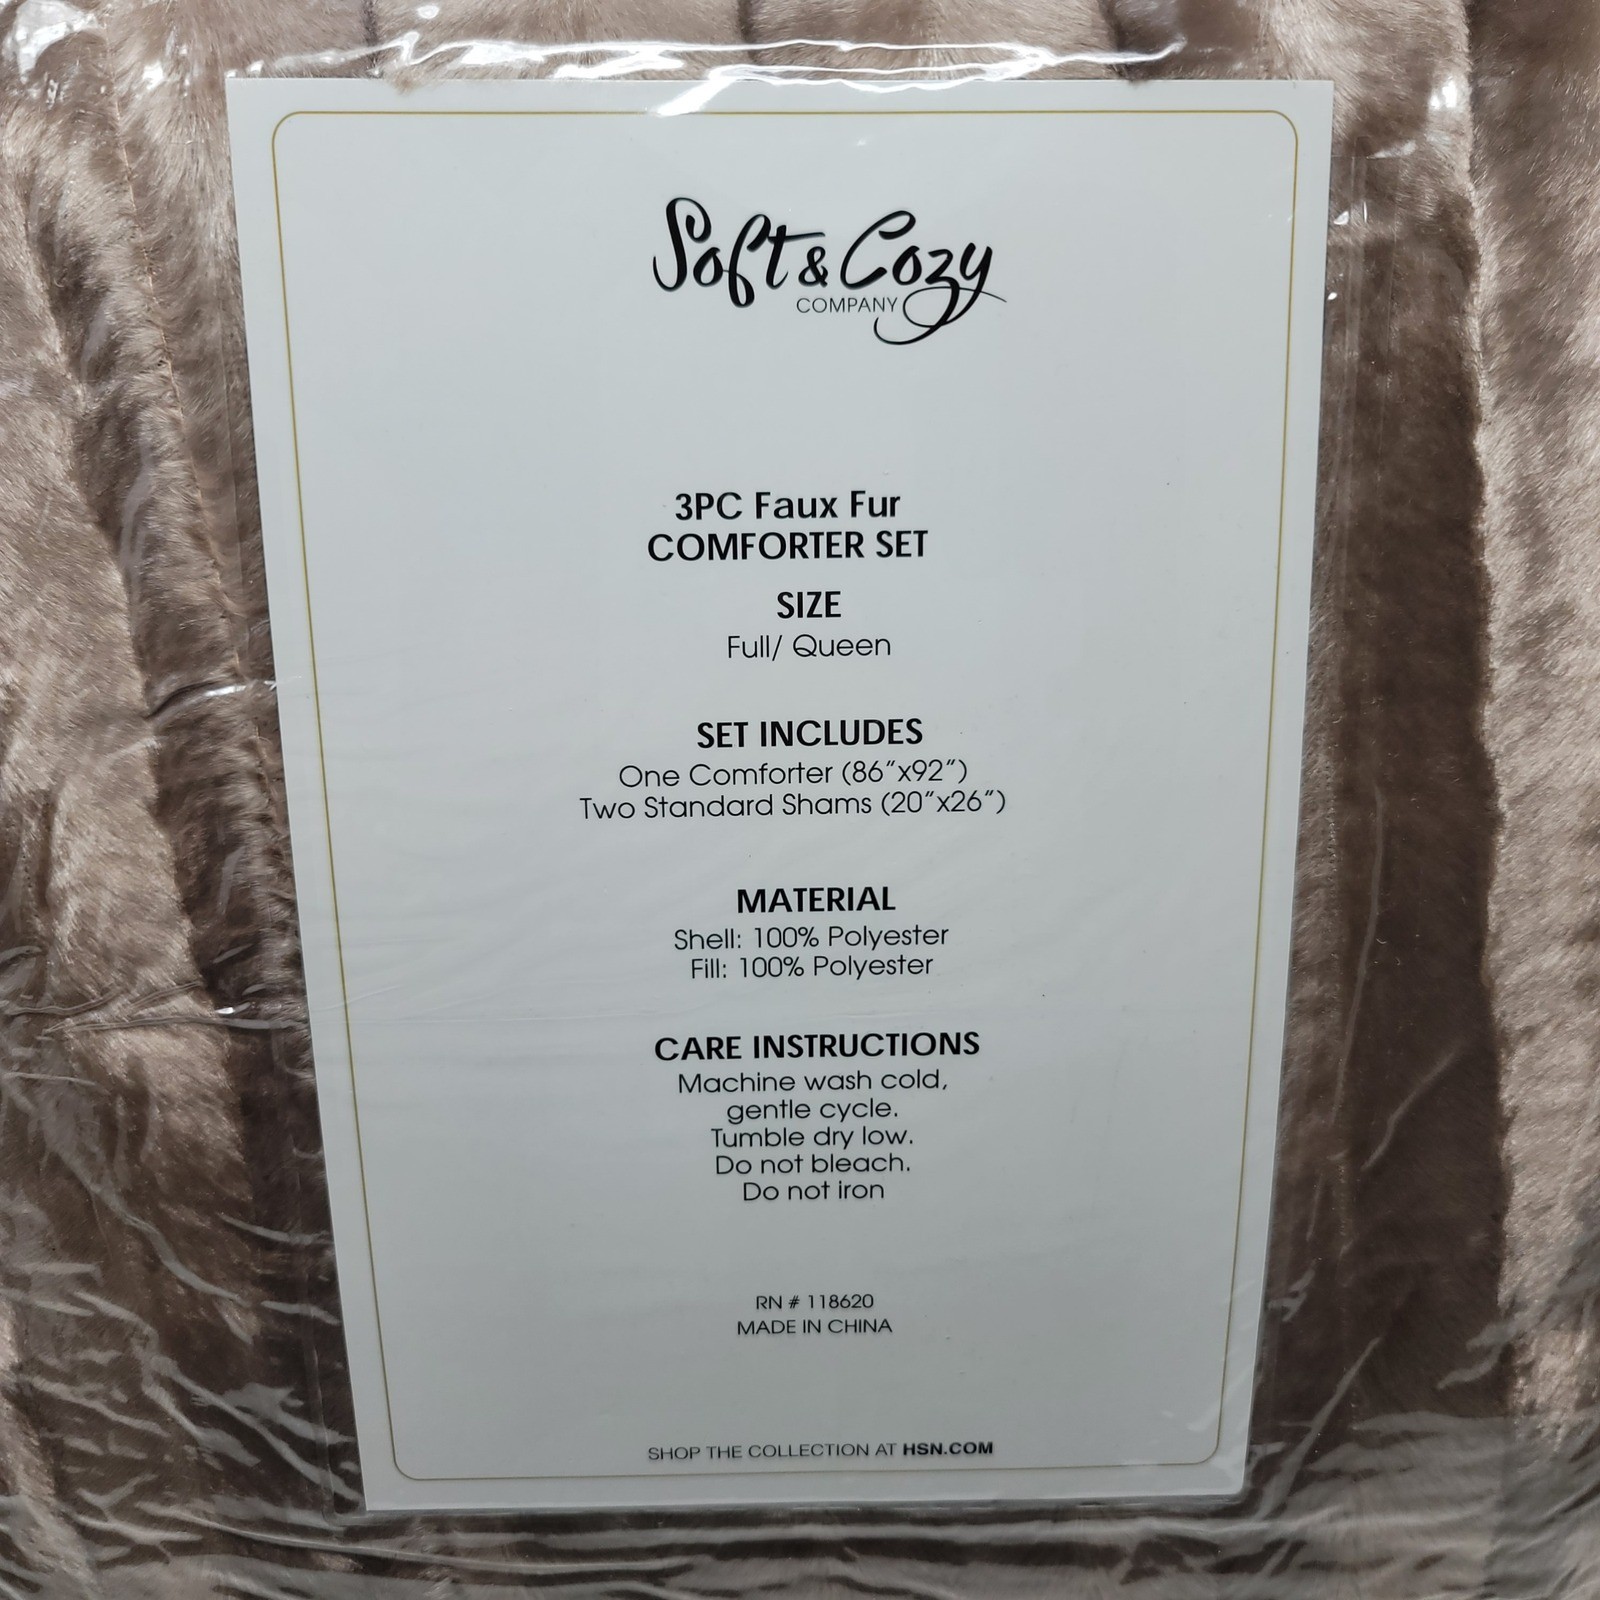 Soft & Cozy
COMPANY
3PC Faux Fur
COMFORTER SET
SIZE
Full/ Queen
SET INCLUDES
One Comforter (86"x92")
Two Standard Shams (20"x26")
MATERIAL
Shell: 100% Polyester
Fill: 100% Polyester
CARE INSTRUCTIONS
Machine wash cold,
gentle cycle.
Tumble dry low.
Do not bleach.
Do not iron
RN # 118620
MADE IN CHINA
SHOP THE COLLECTION AT HSN.COM